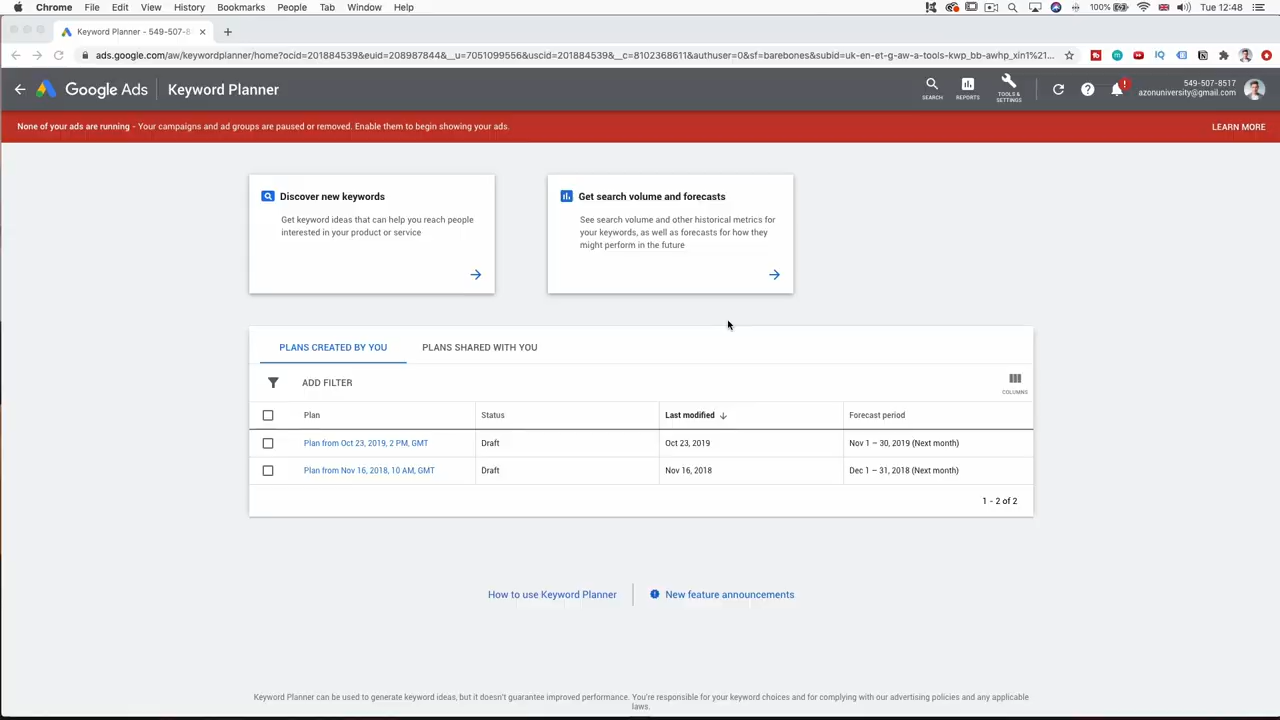 Chrome File Edit View History Bookmarks People Tab Window Help 100% Tue 12:48
Keyword Planner - 549-507-8
ads.google.com/aw/keywordplanner/home?ocid=201884539&euid=208987844&__u=7051099556&uscid=201884539&__c=8102368611&authuser=0&sf=barebones&subid=uk-en-et-g-aw-a-tools-kwp_bb-awhp_xin1%21...
Google Ads Keyword Planner
SEARCH REPORTS TOOLS & SETTINGS
549-507-8517
azonuniversity@gmail.com
None of your ads are running - Your campaigns and ad groups are paused or removed. Enable them to begin showing your ads. LEARN MORE
Discover new keywords
Get keyword ideas that can help you reach people
interested in your product or service
Get search volume and forecasts
See search volume and other historical metrics for
your keywords, as well as forecasts for how they
might perform in the future
PLANS CREATED BY YOU PLANS SHARED WITH YOU
ADD FILTER
COLUMNS
Plan Status Last modified Forecast period
Plan from Oct 23, 2019, 2 PM, GMT Draft Oct 23, 2019 Nov 1 – 30, 2019 (Next month)
Plan from Nov 16, 2018, 10 AM, GMT Draft Nov 16, 2018 Dec 1 – 31, 2018 (Next month)
1 - 2 of 2
How to use Keyword Planner New feature announcements
Keyword Planner can be used to generate keyword ideas, but it doesn't guarantee improved performance. You're responsible for your keyword choices and for complying with our advertising policies and any applicable
laws.